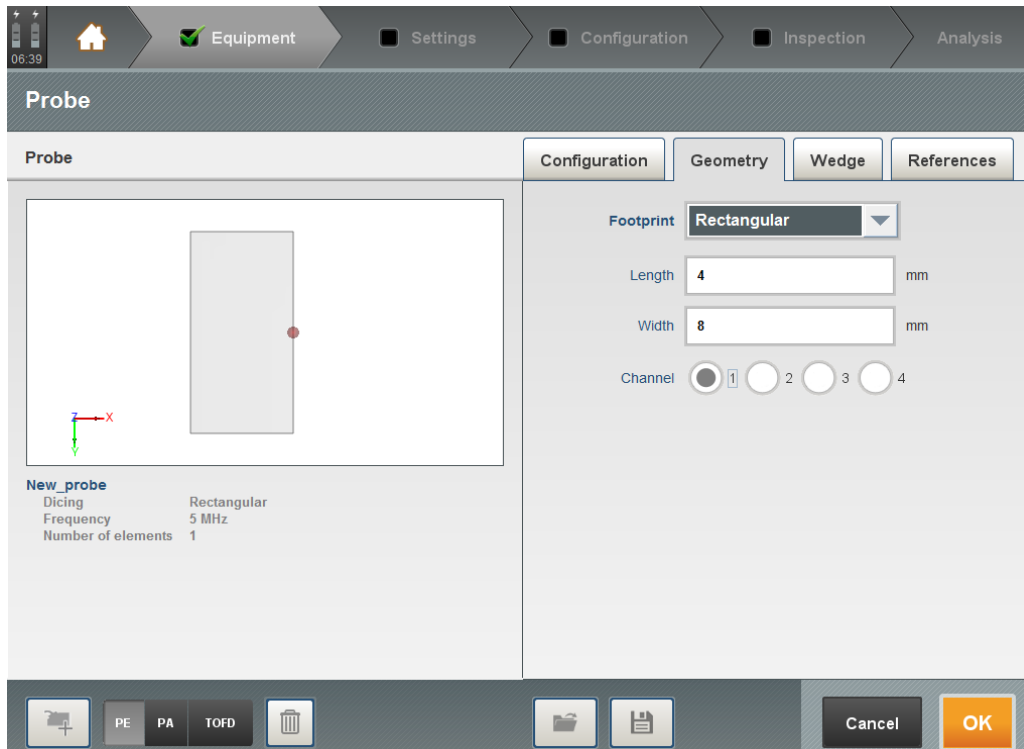 06:39
Equipment
Settings
Configuration
Inspection
Analysis
Probe
Probe
Configuration
Geometry
Wedge
References
Z X
Y
New_probe
Dicing Rectangular
Frequency 5 MHz
Number of elements 1
Footprint Rectangular
Length 4 mm
Width 8 mm
Channel 1 2 3 4
PE PA TOFD
Cancel
OK